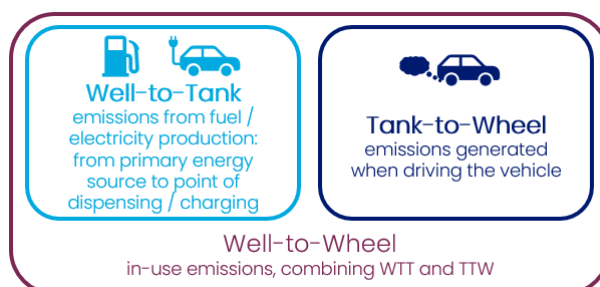 Well-to-Tank
emissions from fuel /
electricity production:
from primary energy
source to point of
dispensing / charging
Tank-to-Wheel
emissions generated
when driving the vehicle
Well-to-Wheel
in-use emissions, combining WTT and TTW